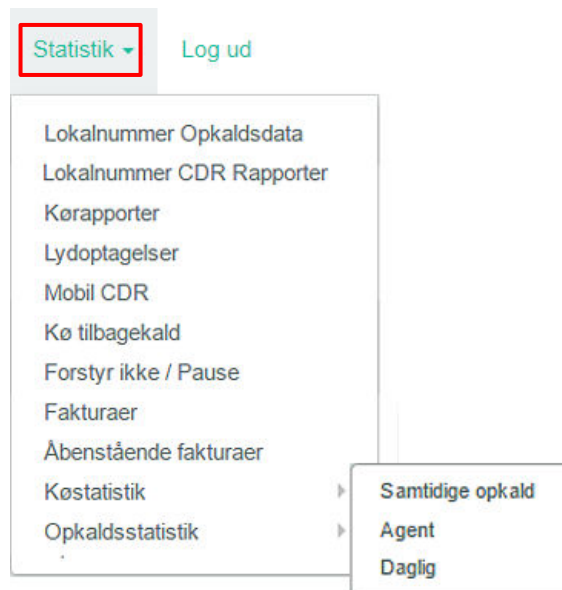 Statistik Log ud
Lokalnummer Opkaldsdata
Lokalnummer CDR Rapporter
Kørapporter
Lydoptagelser
Mobil CDR
Kø tilbagekald
Forstyr ikke / Pause
Fakturaer
Åbenstående fakturaer
Køstatistik
Opkaldsstatistik
Samtidige opkald
Agent
Daglig